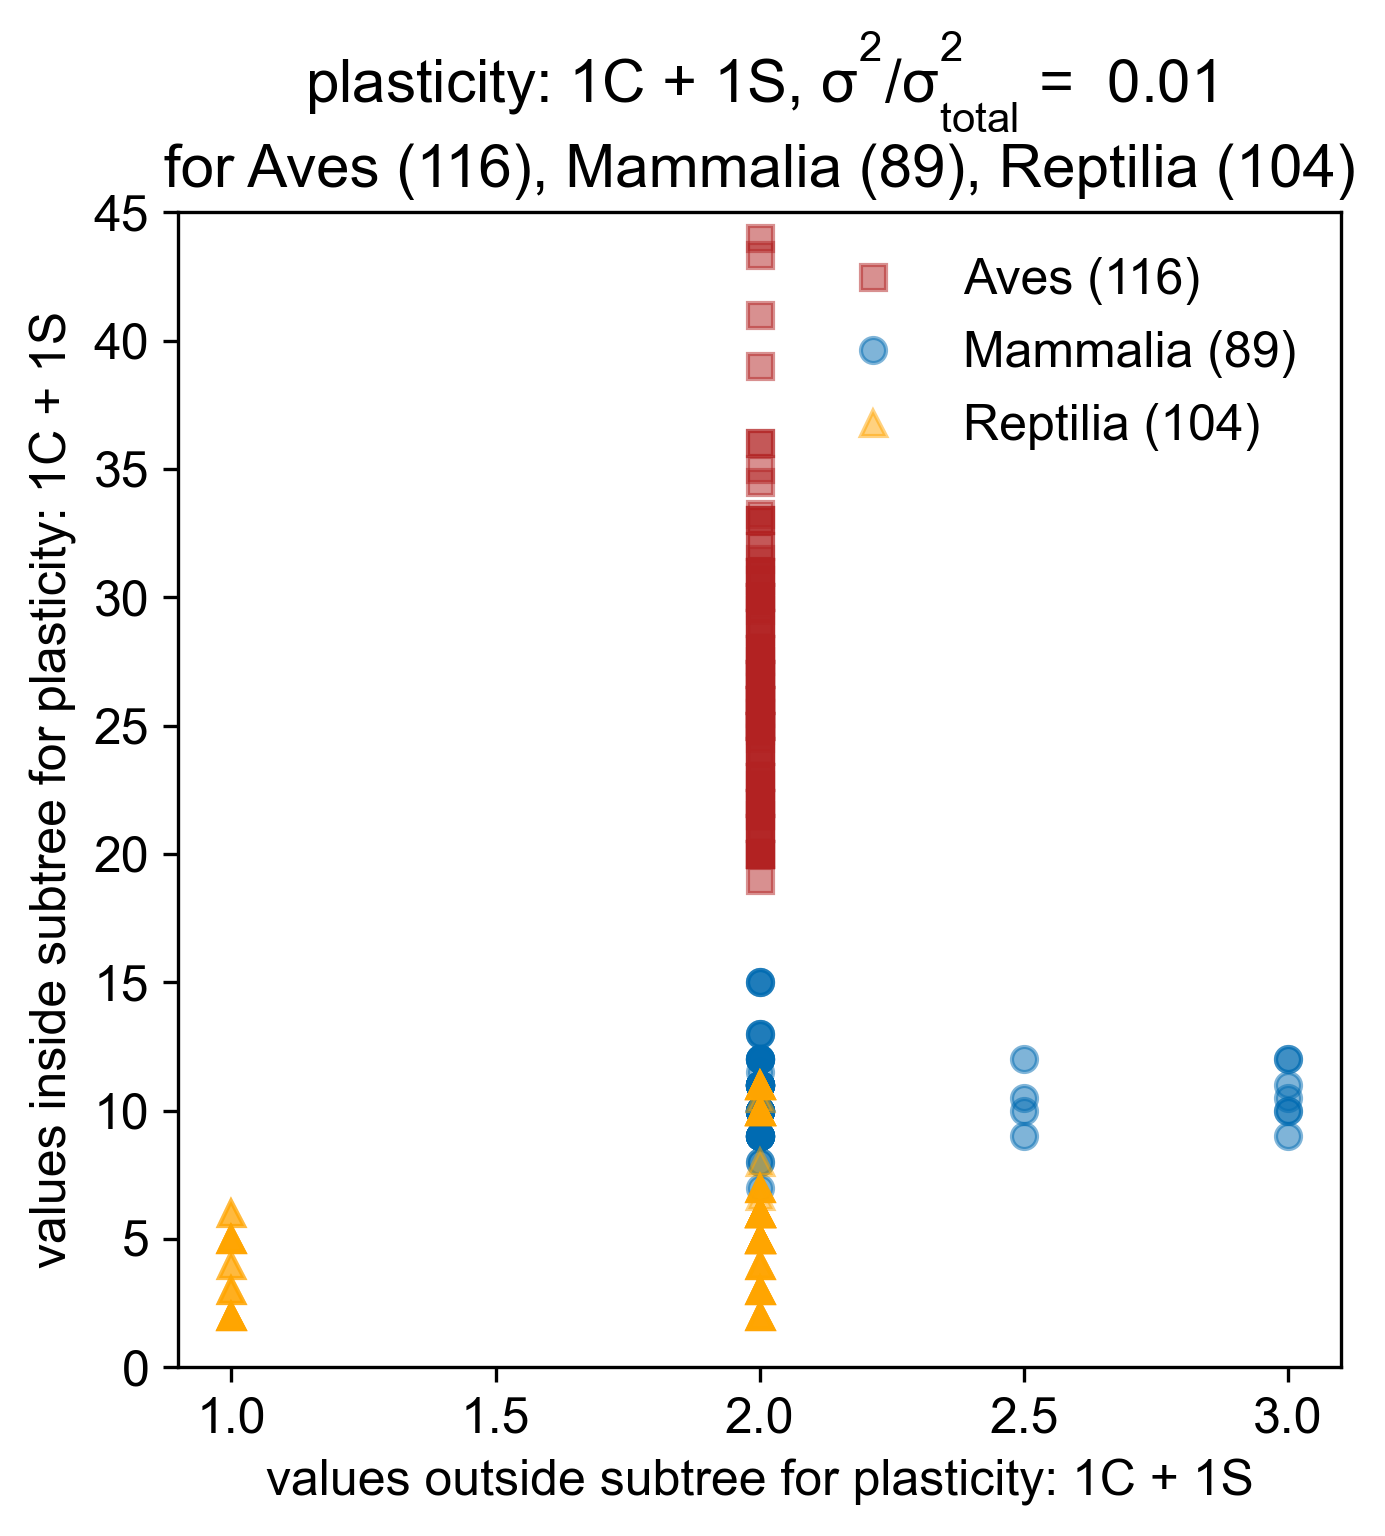 plasticity: 1C + 1S, σ²/σ²total = 0.01
for Aves (116), Mammalia (89), Reptilia (104)
Aves (116)
Mammalia (89)
Reptilia (104)
values inside subtree for plasticity: 1C + 1S
45
40
35
30
25
20
15
10
5
0
1.0 1.5 2.0 2.5 3.0
values outside subtree for plasticity: 1C + 1S